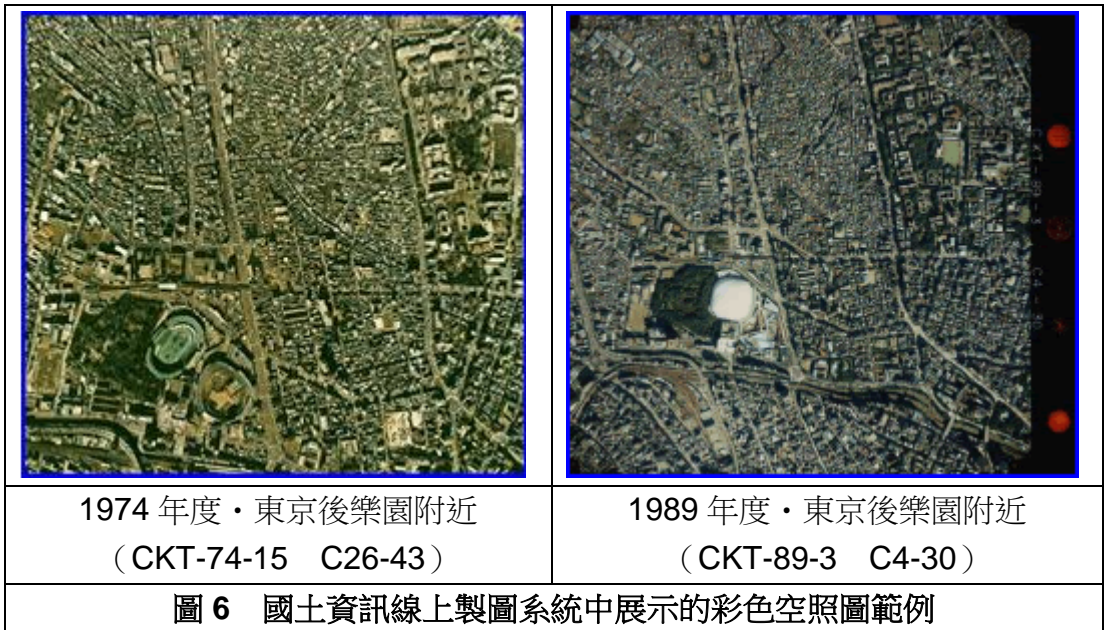 1974 年度・東京後樂園附近
（CKT-74-15　C26-43）
1989 年度・東京後樂園附近
（CKT-89-3　C4-30）
圖 6　國土資訊線上製圖系統中展示的彩色空照圖範例